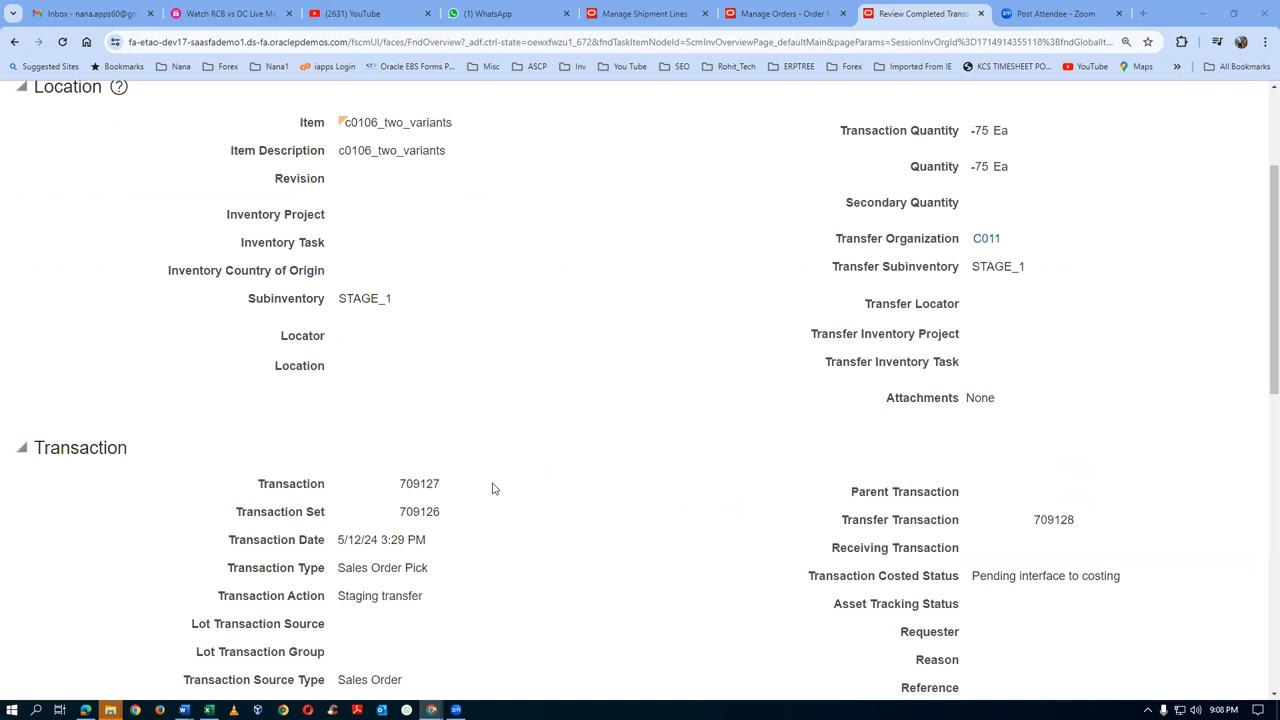 Inbox - nana.apps60@gm
Watch RCB vs DC Live M
(2631) YouTube
(1) WhatsApp
Manage Shipment Lines -
Manage Orders - Order M
Review Completed Transa
Post Attendee - Zoom
fa-etao-dev17-saasfademo1.ds-fa.oraclepdemos.com/fscmUI/faces/FndOverview?_adf.ctrl-state=oewxfwzu1_672&fndTaskItemNodeId=ScmInvOverviewPage_defaultMain&pageParams=SessionInvOrgId%3D1714914355118%3BfndGlobalIt...
Suggested Sites
Bookmarks
Nana
Forex
Nana1
iapps Login
Oracle EBS Forms P...
Misc
ASCP
Inv
You Tube
SEO
Rohit_Tech
ERPTREE
Forex
Imported From IE
KCS TIMESHEET PO...
YouTube
Maps
»
All Bookmarks
Location ?
Item c0106_two_variants
Item Description c0106_two_variants
Revision
Inventory Project
Inventory Task
Inventory Country of Origin
Subinventory STAGE_1
Locator
Location
Transaction Quantity -75 Ea
Quantity -75 Ea
Secondary Quantity
Transfer Organization C011
Transfer Subinventory STAGE_1
Transfer Locator
Transfer Inventory Project
Transfer Inventory Task
Attachments None
Transaction
Transaction 709127
Transaction Set 709126
Transaction Date 5/12/24 3:29 PM
Transaction Type Sales Order Pick
Transaction Action Staging transfer
Lot Transaction Source
Lot Transaction Group
Transaction Source Type Sales Order
Parent Transaction
Transfer Transaction 709128
Receiving Transaction
Transaction Costed Status Pending interface to costing
Asset Tracking Status
Requester
Reason
Reference
9:08 PM